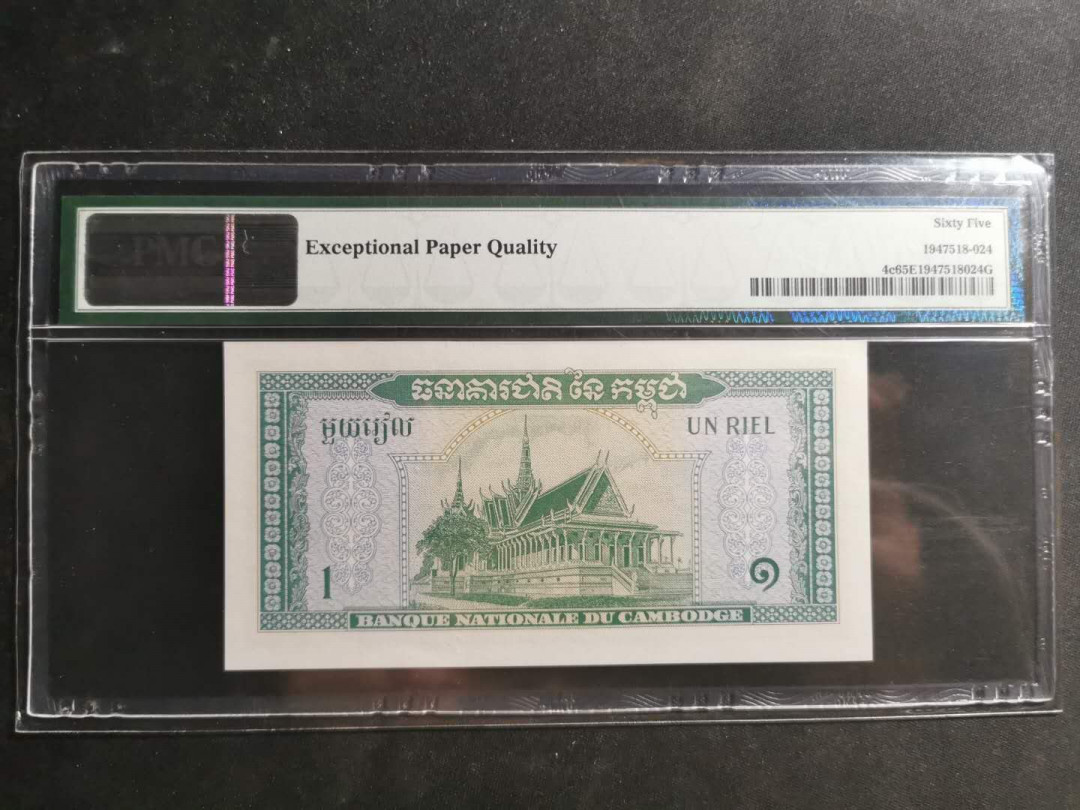 PMG
Exceptional Paper Quality
Sixty Five
1947518-024
4c65E1947518024G
ធនាគារជាតិ នៃ កម្ពុជា
មួយរៀល
UN RIEL
1
១
BANQUE NATIONALE DU CAMBODGE